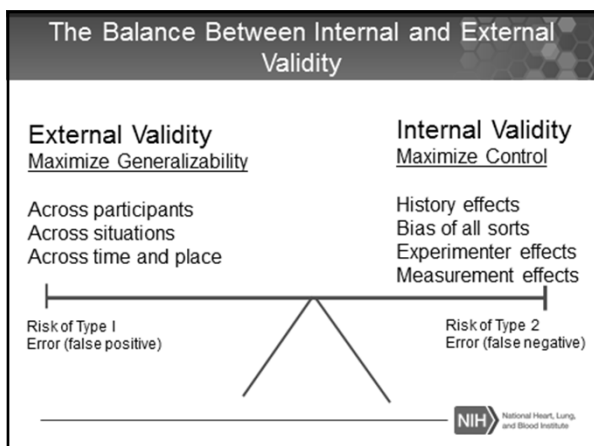 The Balance Between Internal and External
Validity
External Validity
Maximize Generalizability
Across participants
Across situations
Across time and place
Internal Validity
Maximize Control
History effects
Bias of all sorts
Experimenter effects
Measurement effects
Risk of Type I
Error (false positive)
Risk of Type 2
Error (false negative)
NIH
National Heart, Lung,
and Blood Institute